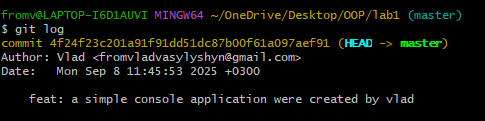 fromv@LAPTOP-I6D1AUVI MINGW64 ~/OneDrive/Desktop/OOP/lab1 (master)
$ git log
commit 4f24f23c201a91f91dd51dc87b00f61a097aef91 (HEAD -> master)
Author: Vlad <fromvladvasylyshyn@gmail.com>
Date:   Mon Sep 8 11:45:53 2025 +0300
    feat: a simple console application were created by vlad